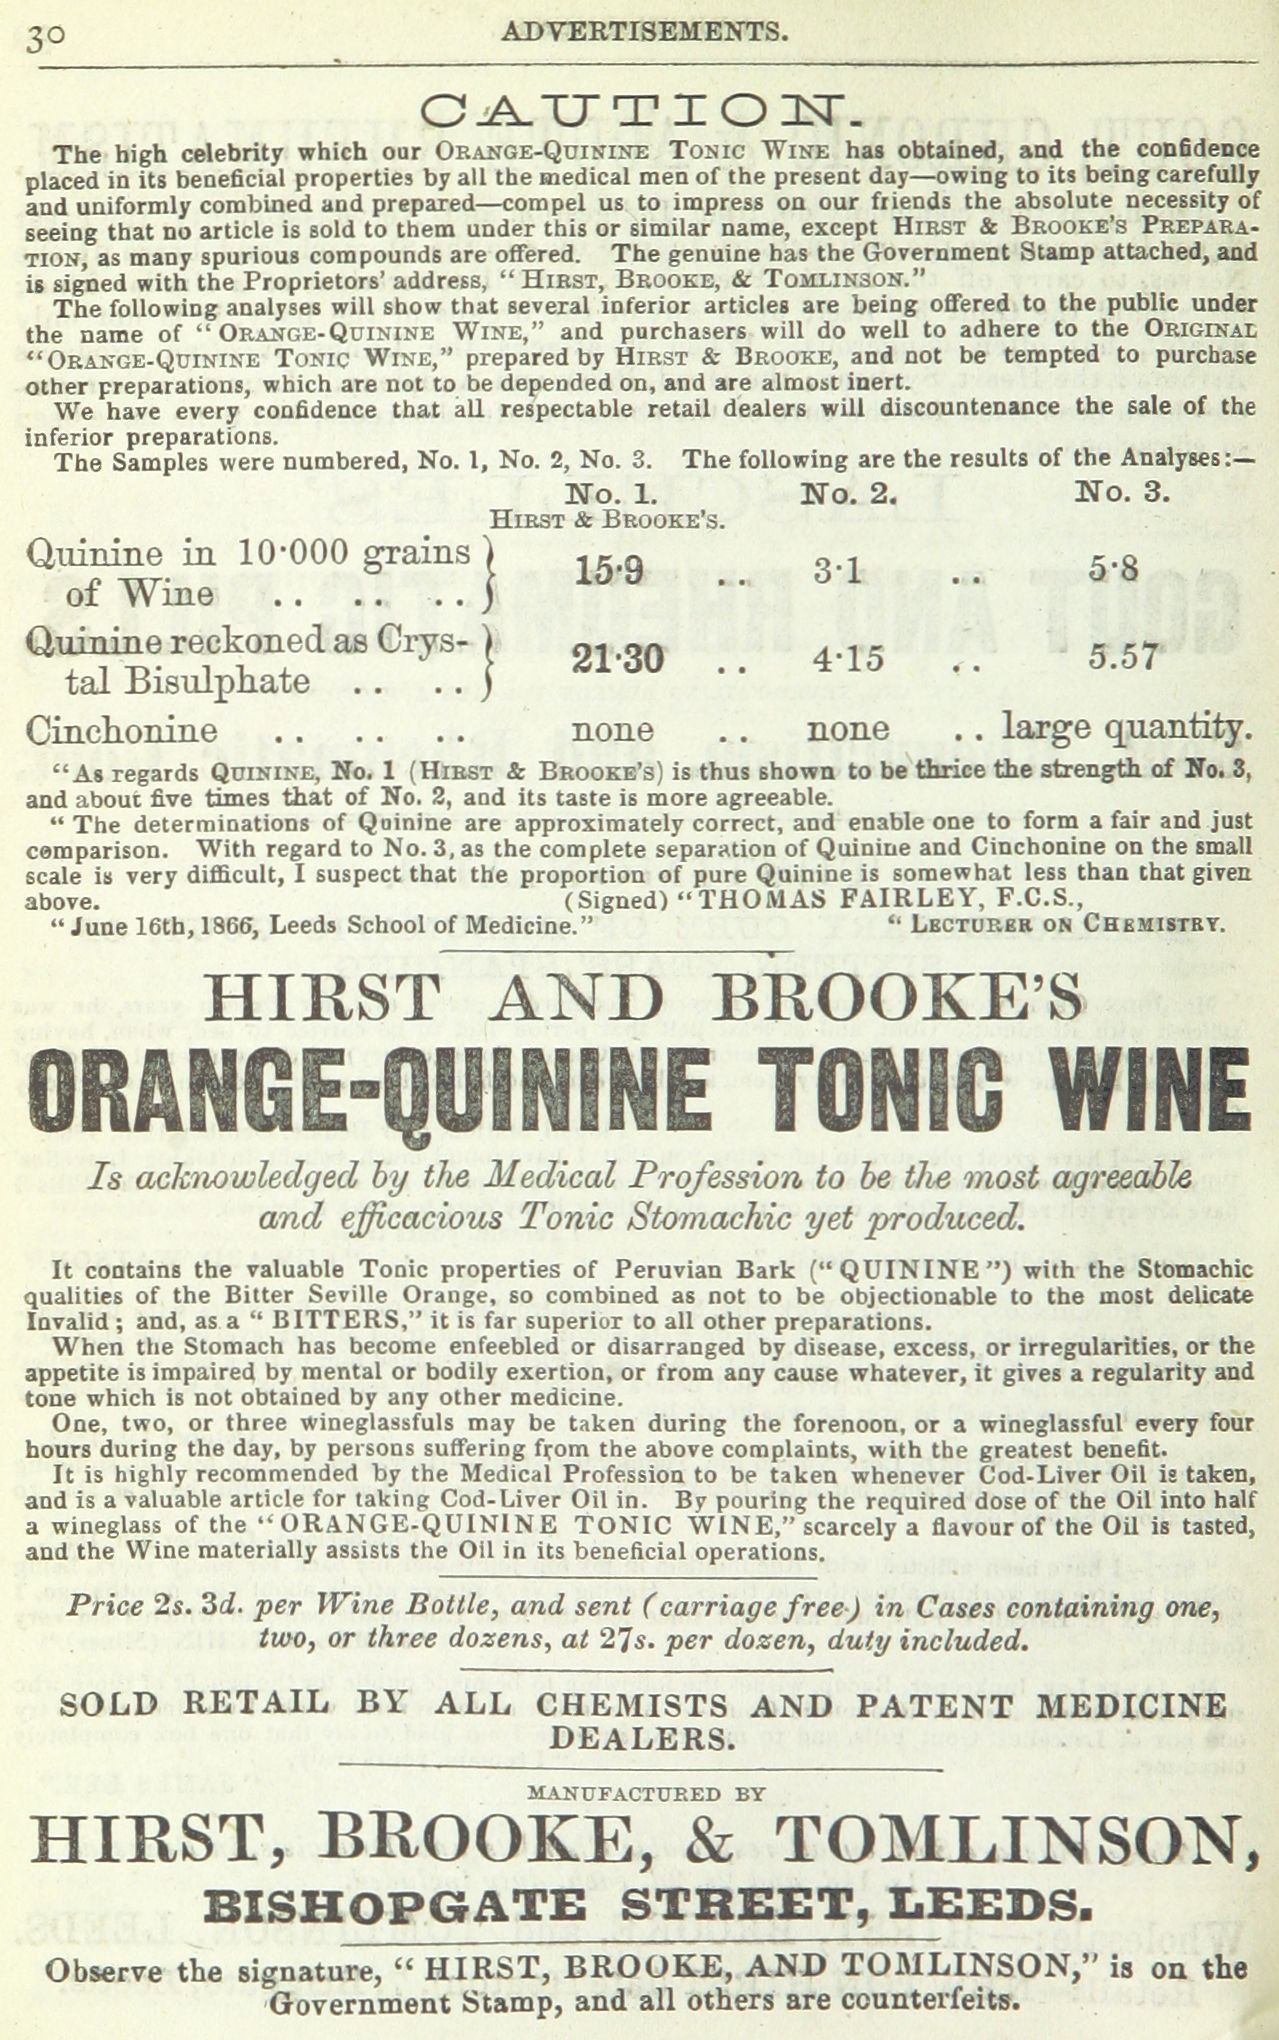 30
ADVERTISEMENTS.
CAUTION.
The high celebrity which our ORANGE-QUININE TONIC WINE has obtained, and the confidence
placed in its beneficial properties by all the medical men of the present day—owing to its being carefully
and uniformly combined and prepared—compel us to impress on our friends the absolute necessity of
seeing that no article is sold to them under this or similar name, except HIRST & BROOKE'S PREPARA-
TION, as many spurious compounds are offered. The genuine has the Government Stamp attached, and
is signed with the Proprietors' address, "HIRST, BROOKE, & TOMLINSON."
The following analyses will show that several inferior articles are being offered to the public under
the name of "ORANGE-QUININE WINE," and purchasers will do well to adhere to the ORIGINAL
"ORANGE-QUININE TONIC WINE," prepared by HIRST & BROOKE, and not be tempted to purchase
other preparations, which are not to be depended on, and are almost inert.
We have every confidence that all respectable retail dealers will discountenance the sale of the
inferior preparations.
The Samples were numbered, No. 1, No. 2, No. 3. The following are the results of the Analyses:—
No. 1. No. 2. No. 3.
HIRST & BROOKE'S.
Quinine in 10·000 grains
of Wine .. .. .. } 15·9 .. 3·1 .. 5·8
Quinine reckoned as Crys-
tal Bisulphate .. .. } 21·30 .. 4·15 .. 5.57
Cinchonine .. .. .. none .. none .. large quantity.
"As regards QUININE, No. 1 (HIRST & BROOKE'S) is thus shown to be thrice the strength of No. 3,
and about five times that of No. 2, and its taste is more agreeable.
"The determinations of Quinine are approximately correct, and enable one to form a fair and just
comparison. With regard to No. 3, as the complete separation of Quinine and Cinchonine on the small
scale is very difficult, I suspect that the proportion of pure Quinine is somewhat less than that given
above. (Signed) "THOMAS FAIRLEY, F.C.S.,
"June 16th, 1866, Leeds School of Medicine." "LECTURER ON CHEMISTRY.
HIRST AND BROOKE'S
ORANGE-QUININE TONIC WINE
Is acknowledged by the Medical Profession to be the most agreeable
and efficacious Tonic Stomachic yet produced.
It contains the valuable Tonic properties of Peruvian Bark ("QUININE") with the Stomachic
qualities of the Bitter Seville Orange, so combined as not to be objectionable to the most delicate
Invalid; and, as a "BITTERS," it is far superior to all other preparations.
When the Stomach has become enfeebled or disarranged by disease, excess, or irregularities, or the
appetite is impaired by mental or bodily exertion, or from any cause whatever, it gives a regularity and
tone which is not obtained by any other medicine.
One, two, or three wineglassfuls may be taken during the forenoon, or a wineglassful every four
hours during the day, by persons suffering from the above complaints, with the greatest benefit.
It is highly recommended by the Medical Profession to be taken whenever Cod-Liver Oil is taken,
and is a valuable article for taking Cod-Liver Oil in. By pouring the required dose of the Oil into half
a wineglass of the "ORANGE-QUININE TONIC WINE," scarcely a flavour of the Oil is tasted,
and the Wine materially assists the Oil in its beneficial operations.
Price 2s. 3d. per Wine Bottle, and sent (carriage free) in Cases containing one,
two, or three dozens, at 27s. per dozen, duty included.
SOLD RETAIL BY ALL CHEMISTS AND PATENT MEDICINE
DEALERS.
MANUFACTURED BY
HIRST, BROOKE, & TOMLINSON,
BISHOPGATE STREET, LEEDS.
Observe the signature, "HIRST, BROOKE, AND TOMLINSON," is on the
Government Stamp, and all others are counterfeits.